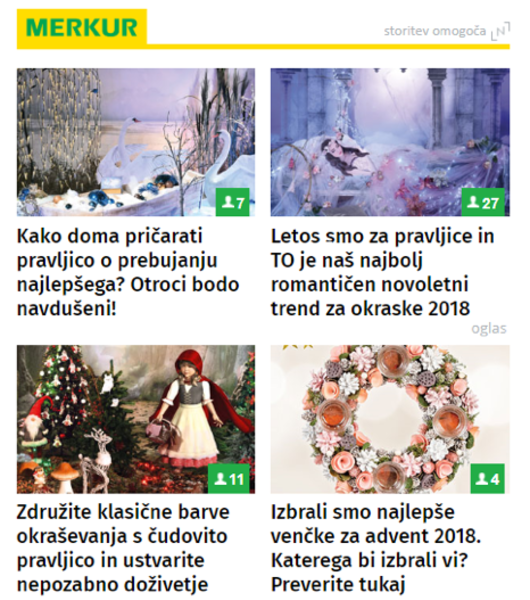 MERKUR
storitev omogoča N
7
27
Kako doma pričarati
pravljico o prebujanju
najlepšega? Otroci bodo
navdušeni!
Letos smo za pravljice in
TO je naš najbolj
romantičen novoletni
trend za okraske 2018
oglas
11
4
Združite klasične barve
okraševanja s čudovito
pravljico in ustvarite
nepozabno doživetje
Izbrali smo najlepše
venčke za advent 2018.
Katerega bi izbrali vi?
Preverite tukaj